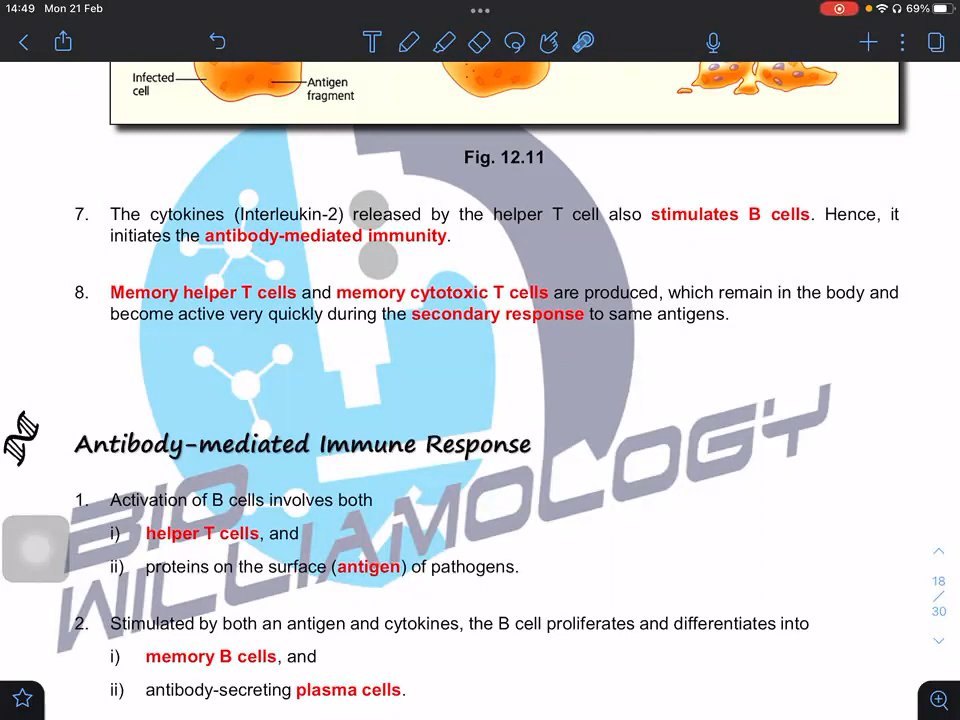 14:49 Mon 21 Feb
69%
Infected
cell
Antigen
fragment
Fig. 12.11
7. The cytokines (Interleukin-2) released by the helper T cell also stimulates B cells. Hence, it
initiates the antibody-mediated immunity.
8. Memory helper T cells and memory cytotoxic T cells are produced, which remain in the body and
become active very quickly during the secondary response to same antigens.
Antibody-mediated Immune Response
1. Activation of B cells involves both
i) helper T cells, and
ii) proteins on the surface (antigen) of pathogens.
2. Stimulated by both an antigen and cytokines, the B cell proliferates and differentiates into
i) memory B cells, and
ii) antibody-secreting plasma cells.
BIO
WILLIAMOLOGY
18
/
30